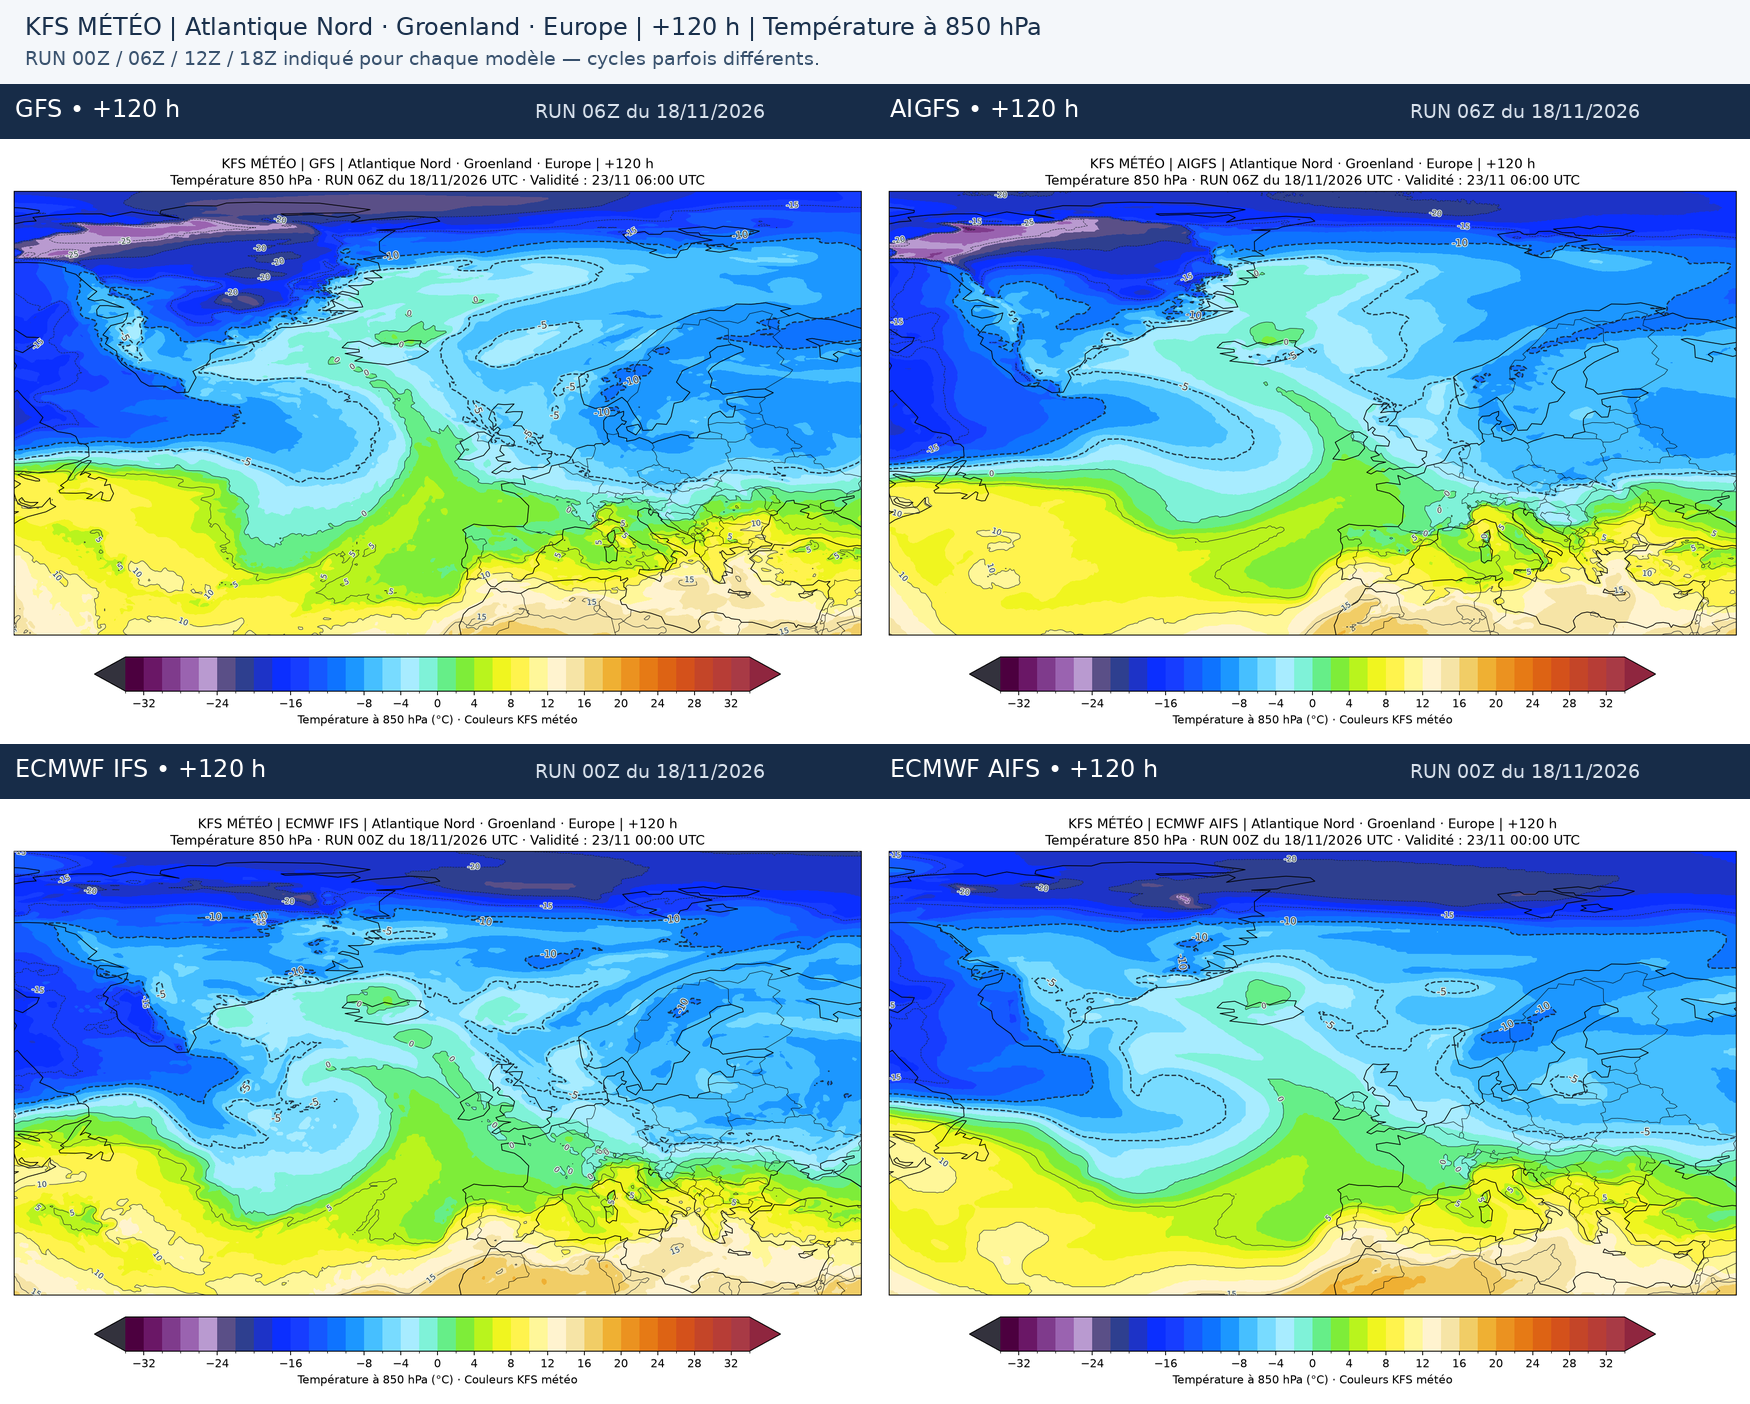 KFS MÉTÉO | Atlantique Nord · Groenland · Europe | +120 h | Température à 850 hPa
RUN 00Z / 06Z / 12Z / 18Z indiqué pour chaque modèle — cycles parfois différents.
GFS • +120 h
RUN 06Z du 18/11/2026
AIGFS • +120 h
RUN 06Z du 18/11/2026
KFS MÉTÉO | GFS | Atlantique Nord · Groenland · Europe | +120 h
Température 850 hPa · RUN 06Z du 18/11/2026 UTC · Validité : 23/11 06:00 UTC
KFS MÉTÉO | AIGFS | Atlantique Nord · Groenland · Europe | +120 h
Température 850 hPa · RUN 06Z du 18/11/2026 UTC · Validité : 23/11 06:00 UTC
−32 −24 −16 −8 −4 0 4 8 12 16 20 24 28 32
Température à 850 hPa (°C) · Couleurs KFS météo
−32 −24 −16 −8 −4 0 4 8 12 16 20 24 28 32
Température à 850 hPa (°C) · Couleurs KFS météo
ECMWF IFS • +120 h
RUN 00Z du 18/11/2026
ECMWF AIFS • +120 h
RUN 00Z du 18/11/2026
KFS MÉTÉO | ECMWF IFS | Atlantique Nord · Groenland · Europe | +120 h
Température 850 hPa · RUN 00Z du 18/11/2026 UTC · Validité : 23/11 00:00 UTC
KFS MÉTÉO | ECMWF AIFS | Atlantique Nord · Groenland · Europe | +120 h
Température 850 hPa · RUN 00Z du 18/11/2026 UTC · Validité : 23/11 00:00 UTC
−32 −24 −16 −8 −4 0 4 8 12 16 20 24 28 32
Température à 850 hPa (°C) · Couleurs KFS météo
−32 −24 −16 −8 −4 0 4 8 12 16 20 24 28 32
Température à 850 hPa (°C) · Couleurs KFS météo